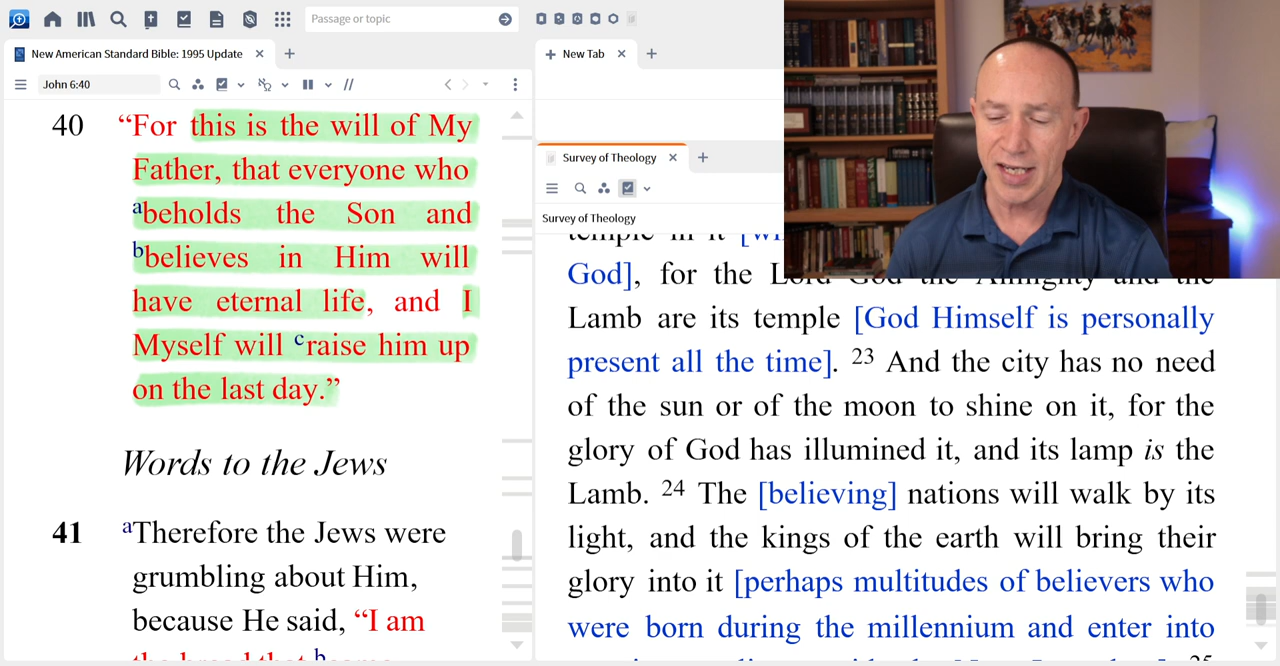 Passage or topic
New American Standard Bible: 1995 Update
New Tab
John 6:40
40 “For this is the will of My
Father, that everyone who
abeholds the Son and
bbelieves in Him will
have eternal life, and I
Myself will craise him up
on the last day.”
Words to the Jews
41 aTherefore the Jews were
grumbling about Him,
because He said, “I am
the bread that bcame
Survey of Theology
Survey of Theology
temple in it
God], for the Lord God the Almighty and the
Lamb are its temple [God Himself is personally
present all the time]. 23 And the city has no need
of the sun or of the moon to shine on it, for the
glory of God has illumined it, and its lamp is the
Lamb. 24 The [believing] nations will walk by its
light, and the kings of the earth will bring their
glory into it [perhaps multitudes of believers who
were born during the millennium and enter into
25